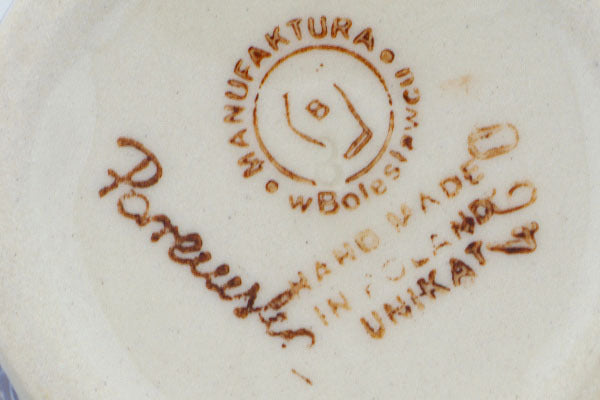 MANUFAKTURA
w Bolesławcu
B
HAND MADE
IN POLAND
UNIKAT